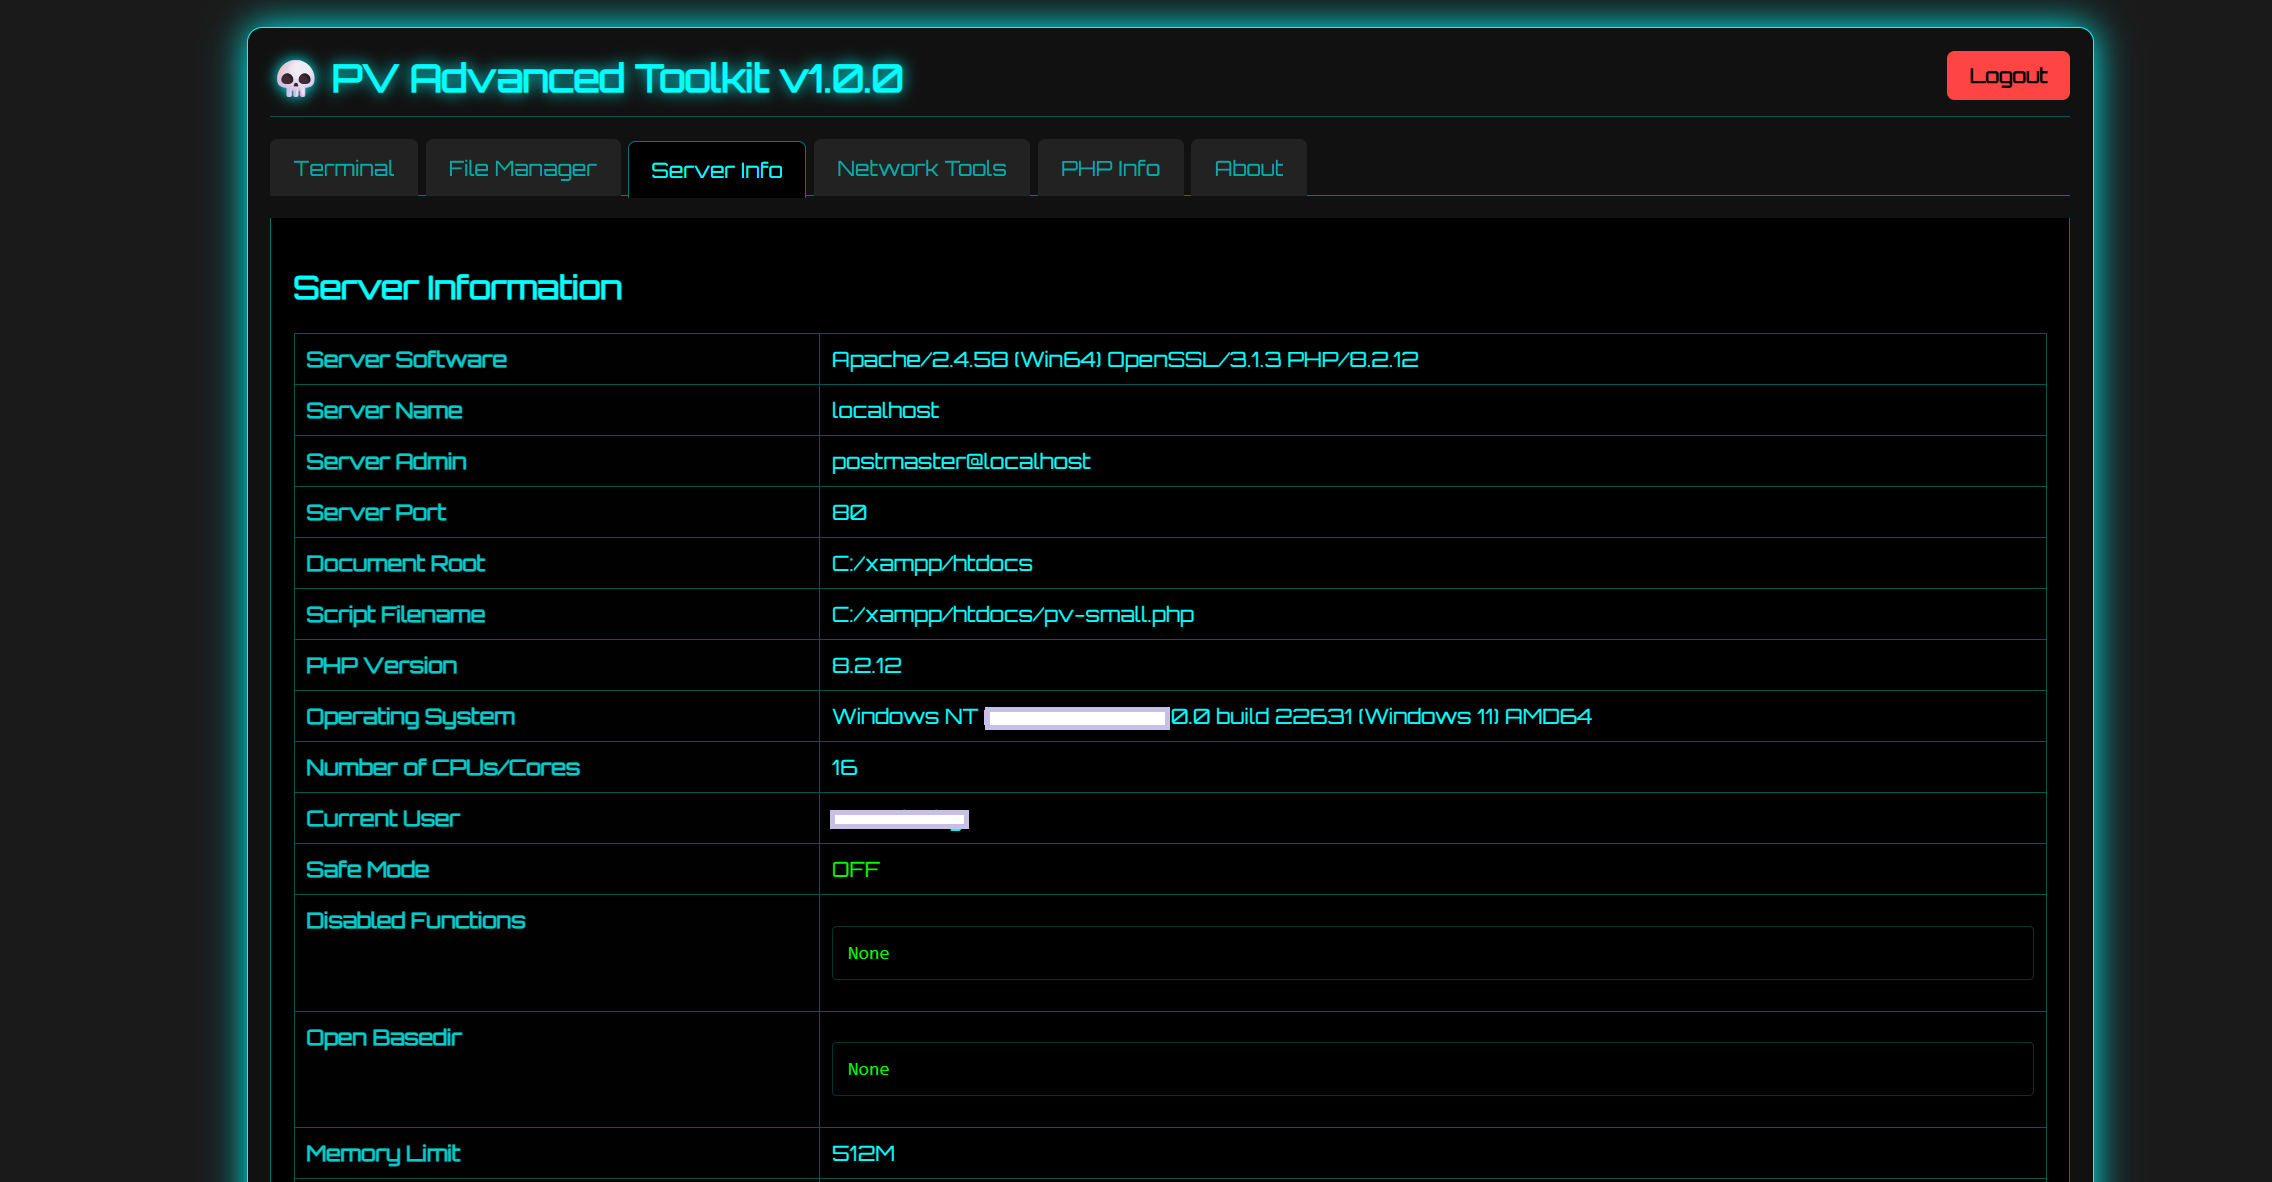 PV Advanced Toolkit v1.0.0
Logout
Terminal File Manager Server Info Network Tools PHP Info About
Server Information
Server Software Apache/2.4.58 (Win64) OpenSSL/3.1.3 PHP/8.2.12
Server Name localhost
Server Admin postmaster@localhost
Server Port 80
Document Root C:/xampp/htdocs
Script Filename C:/xampp/htdocs/pv-small.php
PHP Version 8.2.12
Operating System Windows NT 0.0 build 22631 (Windows 11) AMD64
Number of CPUs/Cores 16
Current User
Safe Mode OFF
Disabled Functions None
Open Basedir None
Memory Limit 512M